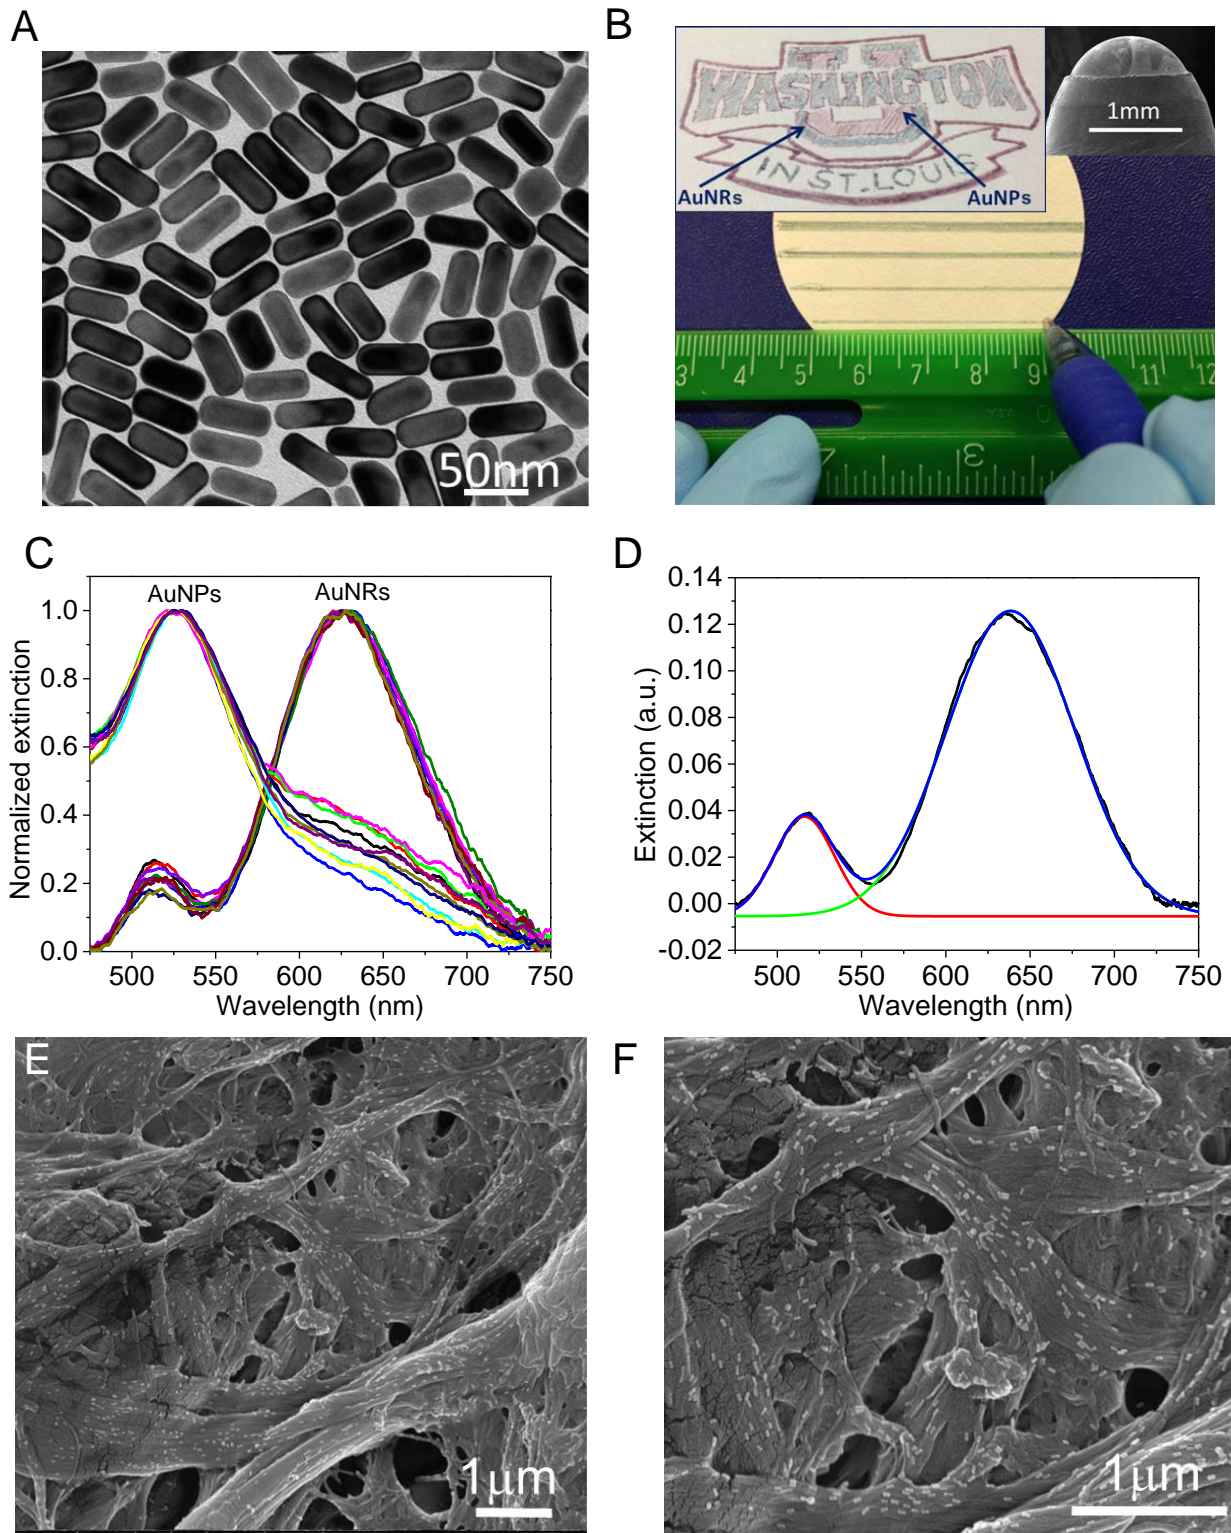 A
50nm
B
WASHINGTON
U
IN ST. LOUIS
AuNRs
AuNPs
1mm
3 4 5 6 7 8 9 11 12
3
C
AuNPs
AuNRs
1.0
0.8
0.6
0.4
0.2
0.0
500 550 600 650 700 750
Normalized extinction
Wavelength (nm)
D
0.14
0.12
0.10
0.08
0.06
0.04
0.02
0.00
-0.02
500 550 600 650 700 750
Extinction (a.u.)
Wavelength (nm)
E
1μm
F
1μm